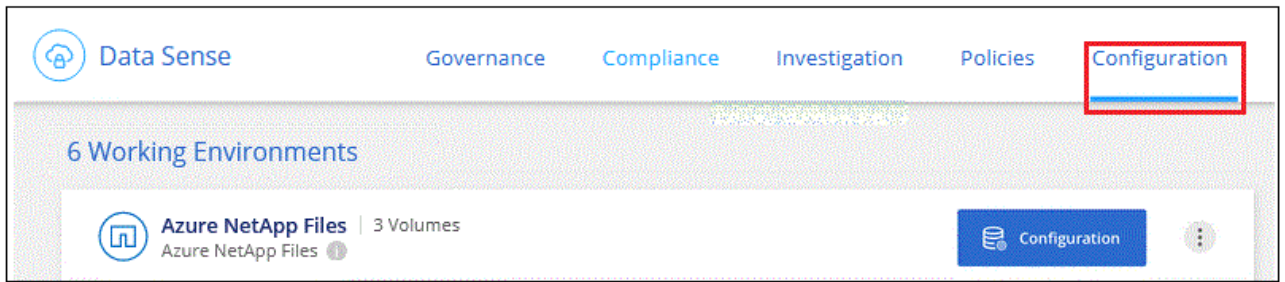 Data Sense Governance Compliance Investigation Policies Configuration
6 Working Environments
Azure NetApp Files 3 Volumes
Azure NetApp Files
Configuration